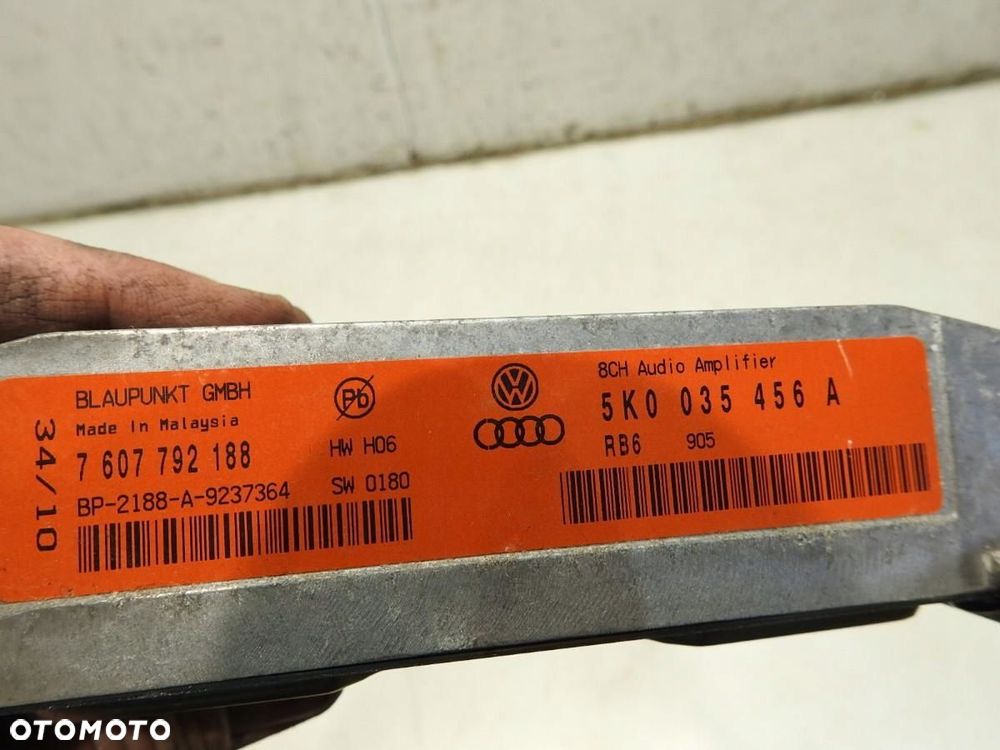 BLAUPUNKT GMBH
Made In Malaysia
7 607 792 188
BP-2188-A-9237364
34/10
Pb
HW H06
SW 0180
8CH Audio Amplifier
5K0 035 456 A
RB6 905
OTOMOTO